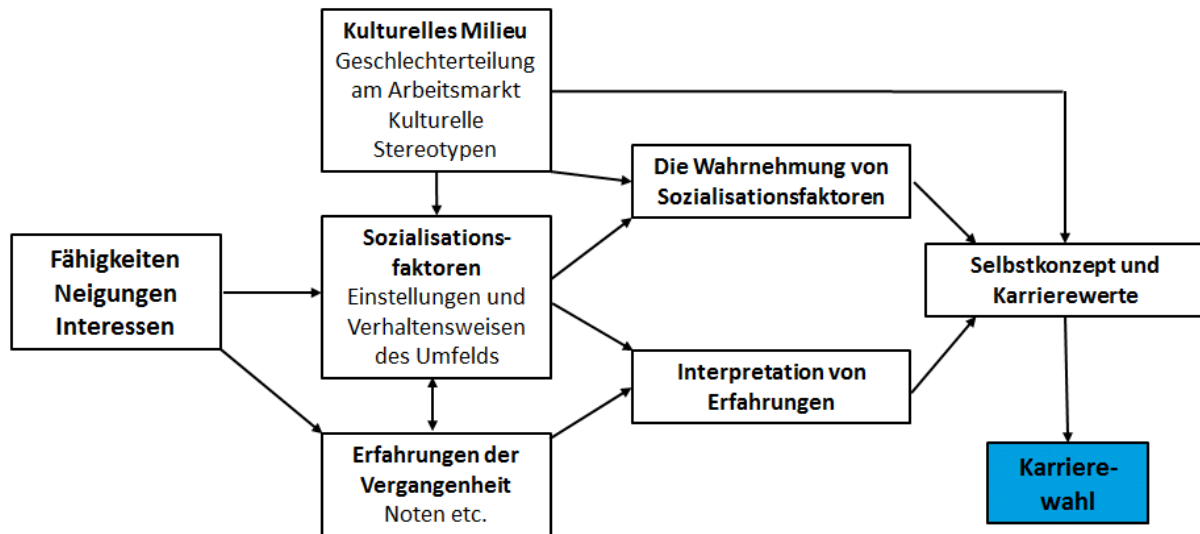 Kulturelles Milieu
Geschlechterteilung
am Arbeitsmarkt
Kulturelle
Stereotypen
Die Wahrnehmung von
Sozialisationsfaktoren
Fähigkeiten
Neigungen
Interessen
Sozialisations-
faktoren
Einstellungen und
Verhaltensweisen
des Umfelds
Selbstkonzept und
Karrierewerte
Interpretation von
Erfahrungen
Erfahrungen der
Vergangenheit
Noten etc.
Karriere-
wahl